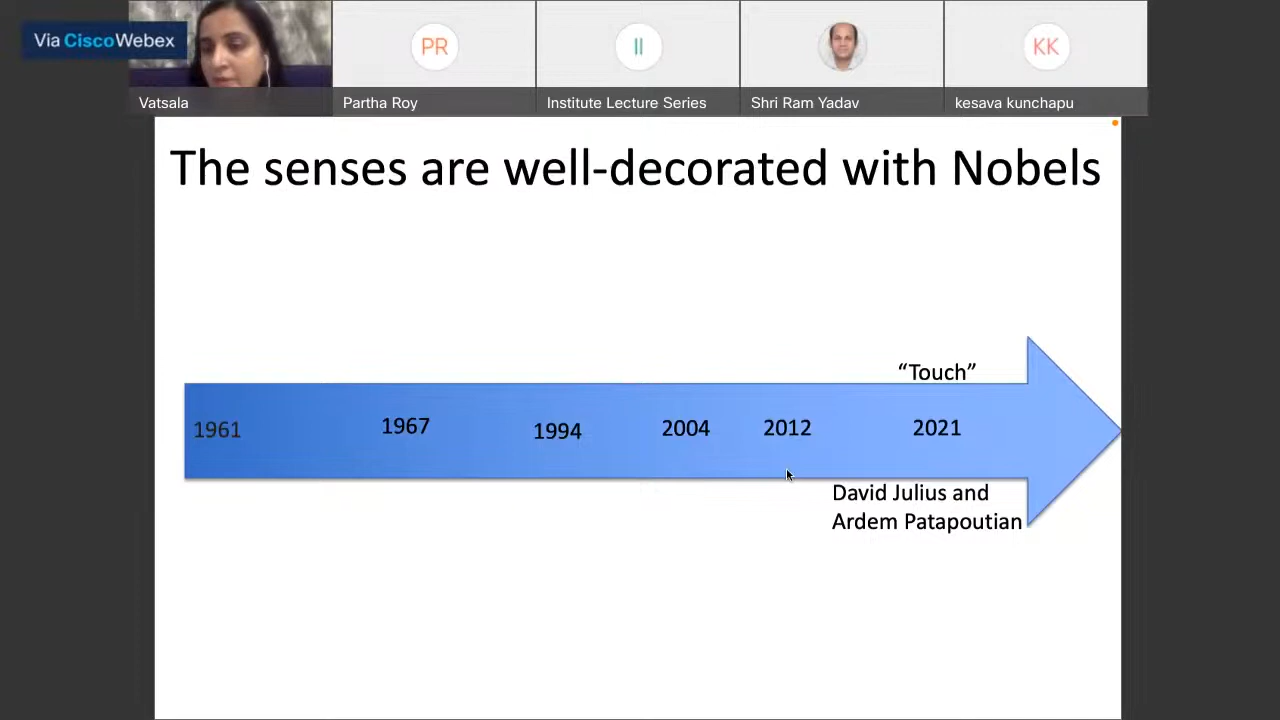 Via CiscoWebex
PR
II
KK
Vatsala
Partha Roy
Institute Lecture Series
Shri Ram Yadav
kesava kunchapu
The senses are well-decorated with Nobels
“Touch”
1961
1967
1994
2004
2012
2021
David Julius and
Ardem Patapoutian